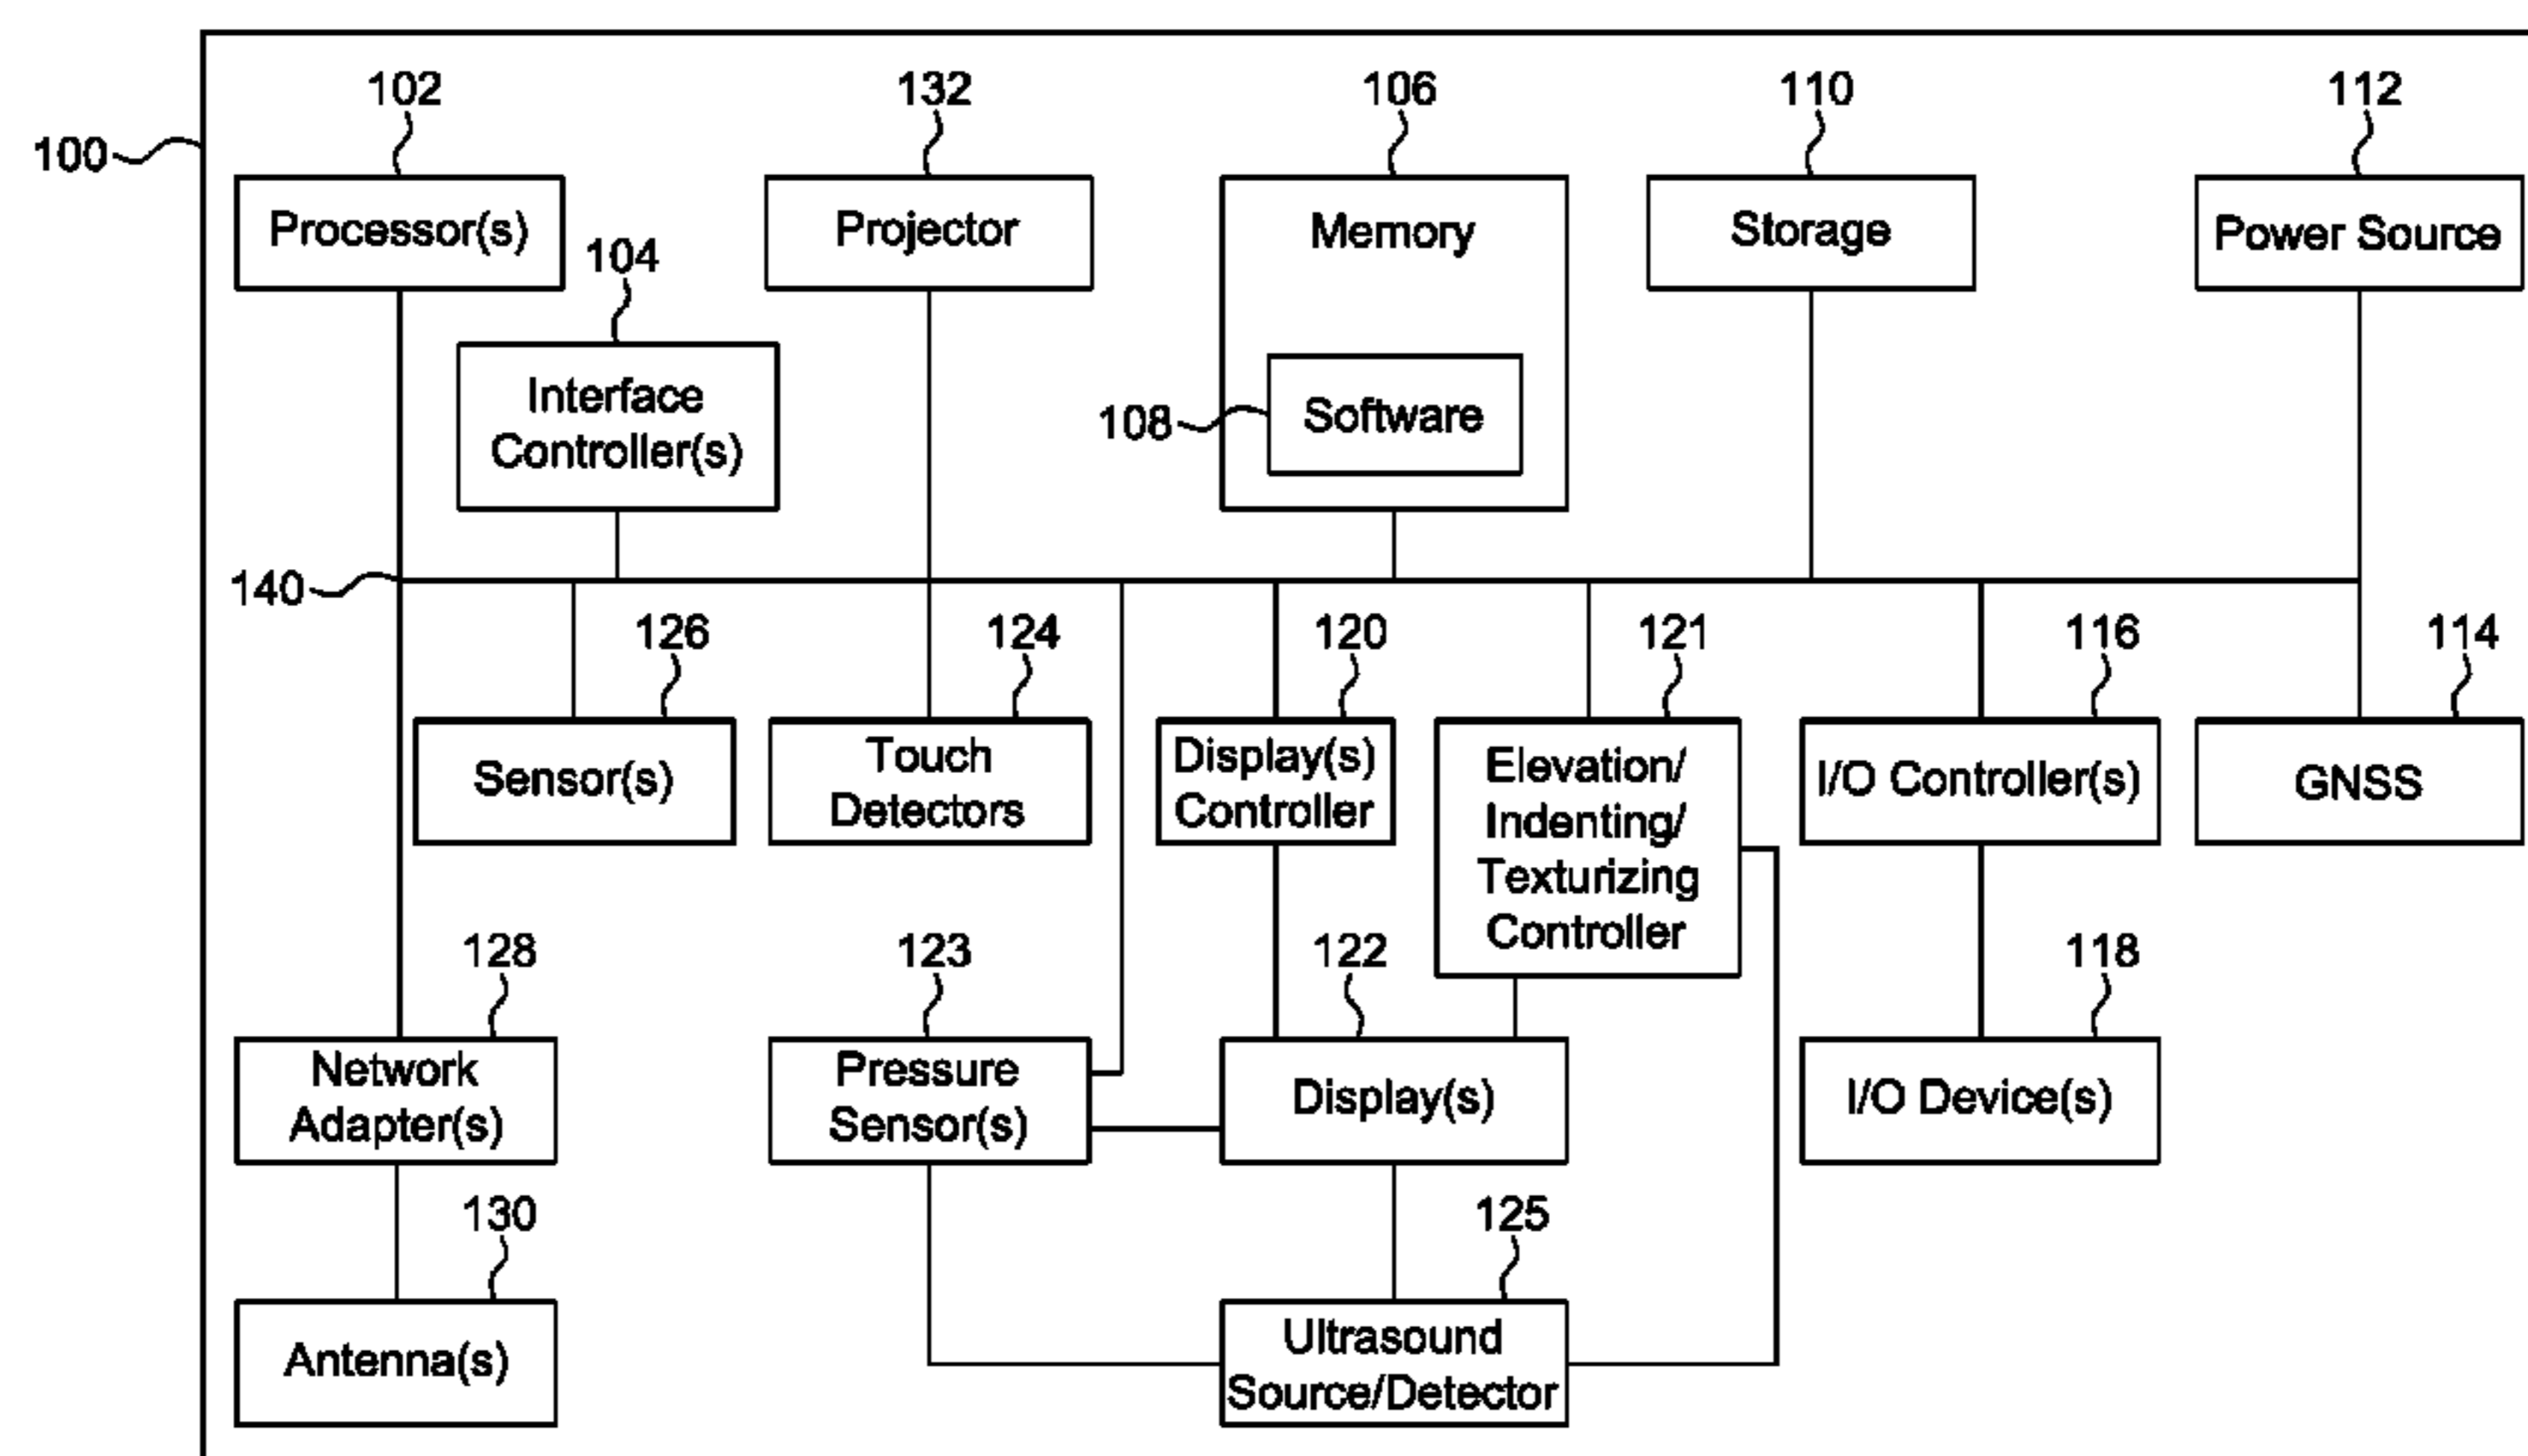 102
132
106
110
112
100
Processor(s)
Projector
Memory
Storage
Power Source
104
Interface
Controller(s)
108
Software
140
126
124
120
121
116
114
Sensor(s)
Touch
Detectors
Display(s)
Controller
Elevation/
Indenting/
Texturizing
Controller
I/O Controller(s)
GNSS
128
123
122
118
Network
Adapter(s)
Pressure
Sensor(s)
Display(s)
I/O Device(s)
130
125
Antenna(s)
Ultrasound
Source/Detector